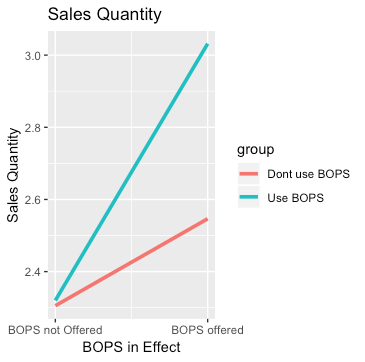 Sales Quantity
3.0
2.8
2.6
2.4
Sales Quantity
BOPS not Offered
BOPS offered
BOPS in Effect
group
Dont use BOPS
Use BOPS